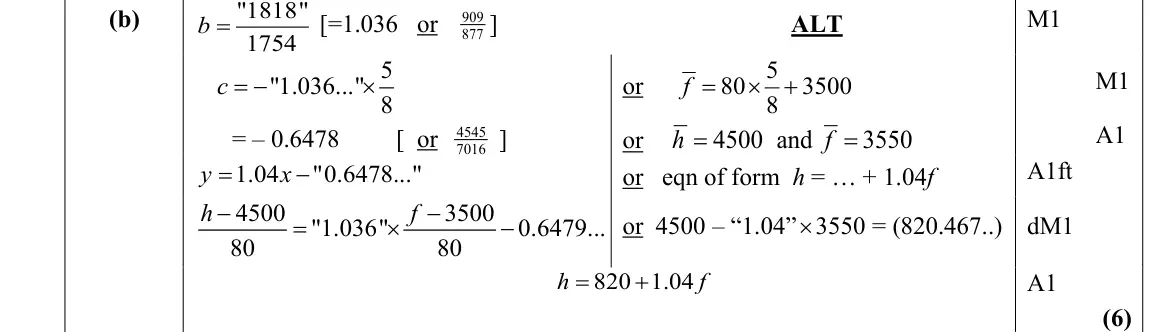 (b) b = "1818"/1754 [=1.036 or 909/877] ALT M1
c = −"1.036..."×5/8 or f̅ = 80×5/8+3500 M1
= – 0.6478 [ or 4545/7016 ] or h̅ = 4500 and f̅ = 3550 A1
y = 1.04x − "0.6478..." or eqn of form h = … + 1.04f A1ft
(h − 4500)/80 = "1.036"×(f − 3500)/80 − 0.6479... or 4500 – “1.04”×3550 = (820.467..) dM1
h = 820 + 1.04f A1
(6)